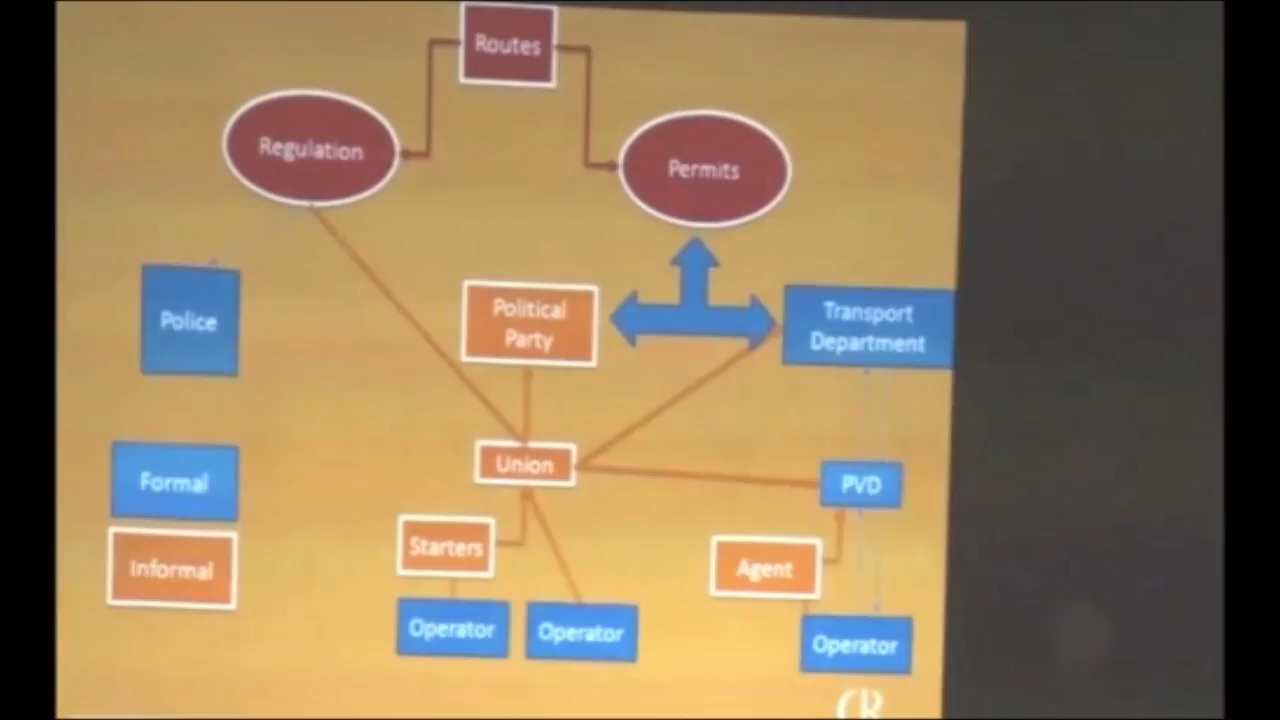 Routes
Regulation
Permits
Police
Political
Party
Transport
Department
Formal
Union
PVD
Informal
Starters
Agent
Operator
Operator
Operator